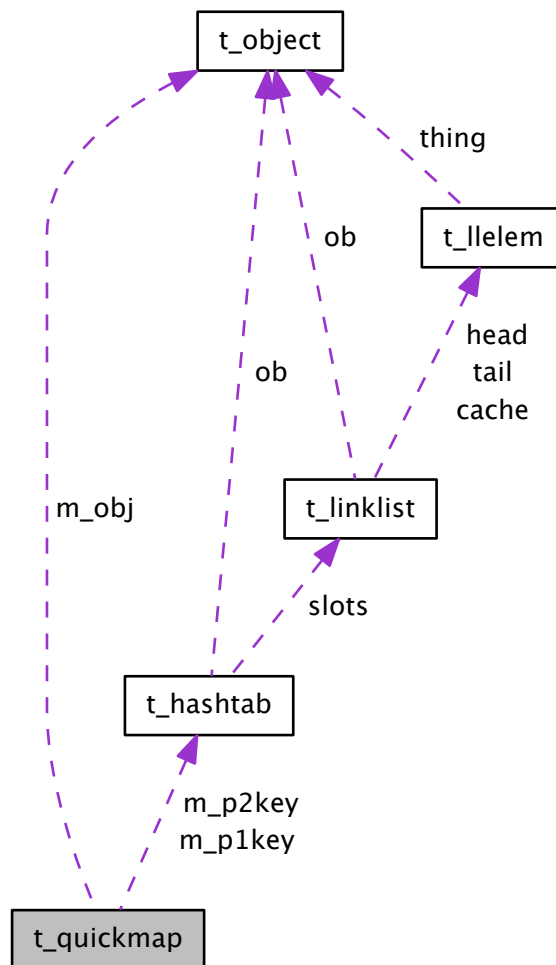 t_object
thing
t_llelem
ob
head
tail
cache
ob
t_linklist
m_obj
slots
t_hashtab
m_p2key
m_p1key
t_quickmap